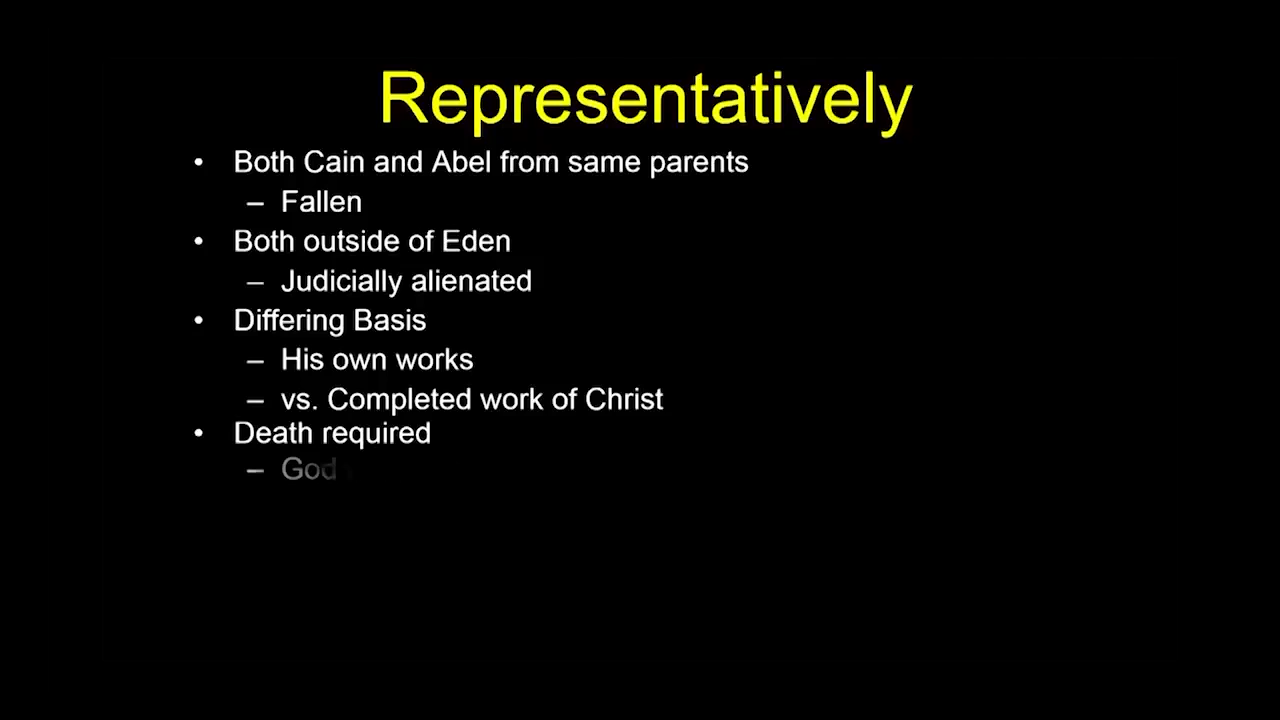 Representatively
• Both Cain and Abel from same parents
– Fallen
• Both outside of Eden
– Judicially alienated
• Differing Basis
– His own works
– vs. Completed work of Christ
• Death required
– God